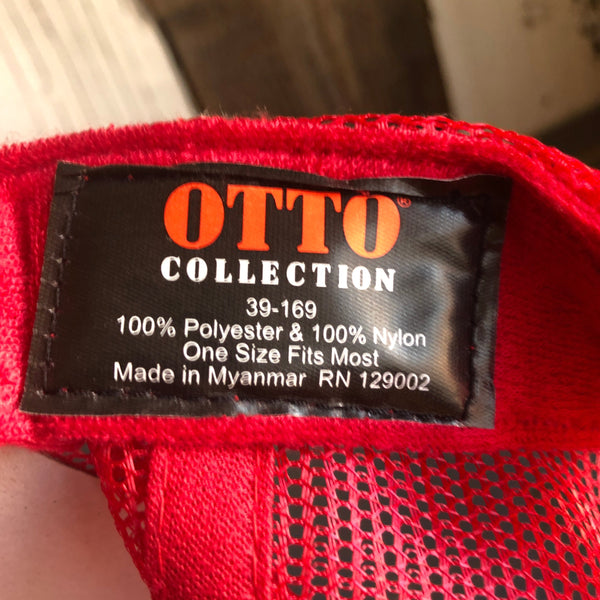 OTTO®
COLLECTION
39-169
100% Polyester & 100% Nylon
One Size Fits Most
Made in Myanmar RN 129002